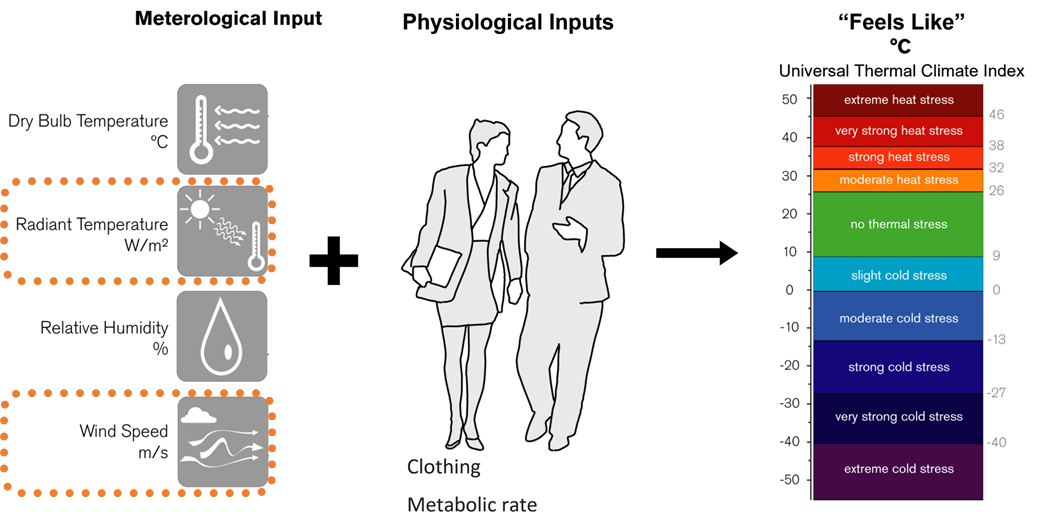 Meterological Input
Physiological Inputs
“Feels Like”
°C
Universal Thermal Climate Index
Dry Bulb Temperature
°C
Radiant Temperature
W/m²
Relative Humidity
%
Wind Speed
m/s
Clothing
Metabolic rate
50
40
30
20
10
0
-10
-20
-30
-40
-50
extreme heat stress
very strong heat stress
strong heat stress
moderate heat stress
no thermal stress
slight cold stress
moderate cold stress
strong cold stress
very strong cold stress
extreme cold stress
46
38
32
26
9
0
-13
-27
-40